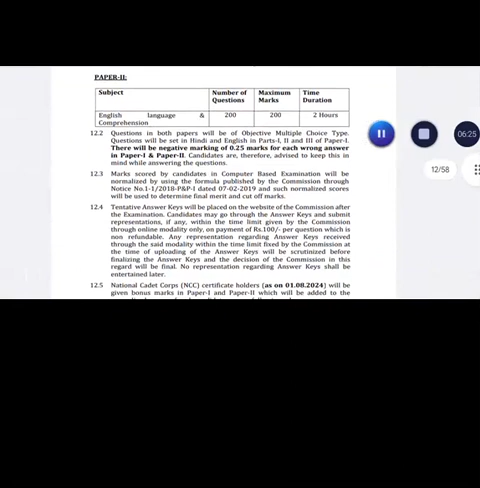 PAPER-II:
Subject Number of Questions Maximum Marks Time Duration
English language & Comprehension 200 200 2 Hours
12.2 Questions in both papers will be of Objective Multiple Choice Type.
Questions will be set in Hindi and English in Parts-I, II and III of Paper-I.
There will be negative marking of 0.25 marks for each wrong answer
in Paper-I & Paper-II. Candidates are, therefore, advised to keep this in
mind while answering the questions.
12.3 Marks scored by candidates in Computer Based Examination will be
normalized by using the formula published by the Commission through
Notice No.1-1/2018-P&P-I dated 07-02-2019 and such normalized scores
will be used to determine final merit and cut off marks.
12.4 Tentative Answer Keys will be placed on the website of the Commission after
the Examination. Candidates may go through the Answer Keys and submit
representations, if any, within the time limit given by the Commission
through online modality only, on payment of Rs.100/- per question which is
non refundable. Any representation regarding Answer Keys received
through the said modality within the time limit fixed by the Commission at
the time of uploading of the Answer Keys will be scrutinized before
finalizing the Answer Keys and the decision of the Commission in this
regard will be final. No representation regarding Answer Keys shall be
entertained later.
12.5 National Cadet Corps (NCC) certificate holders (as on 01.08.2024) will be
given bonus marks in Paper-I and Paper-II which will be added to the
06:25
12/58